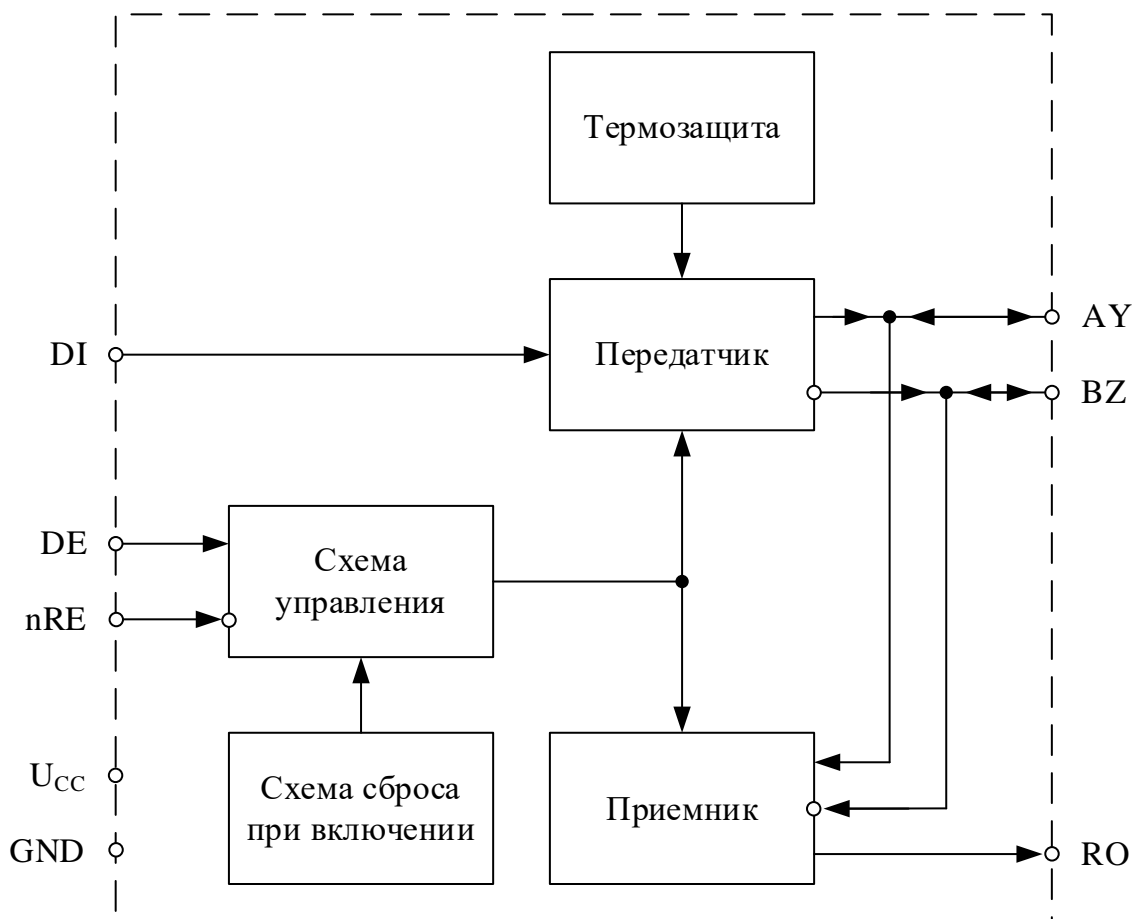 Термозащита
DI
Передатчик
AY
BZ
DE
nRE
Схема
управления
UCC
GND
Схема сброса
при включении
Приемник
RO